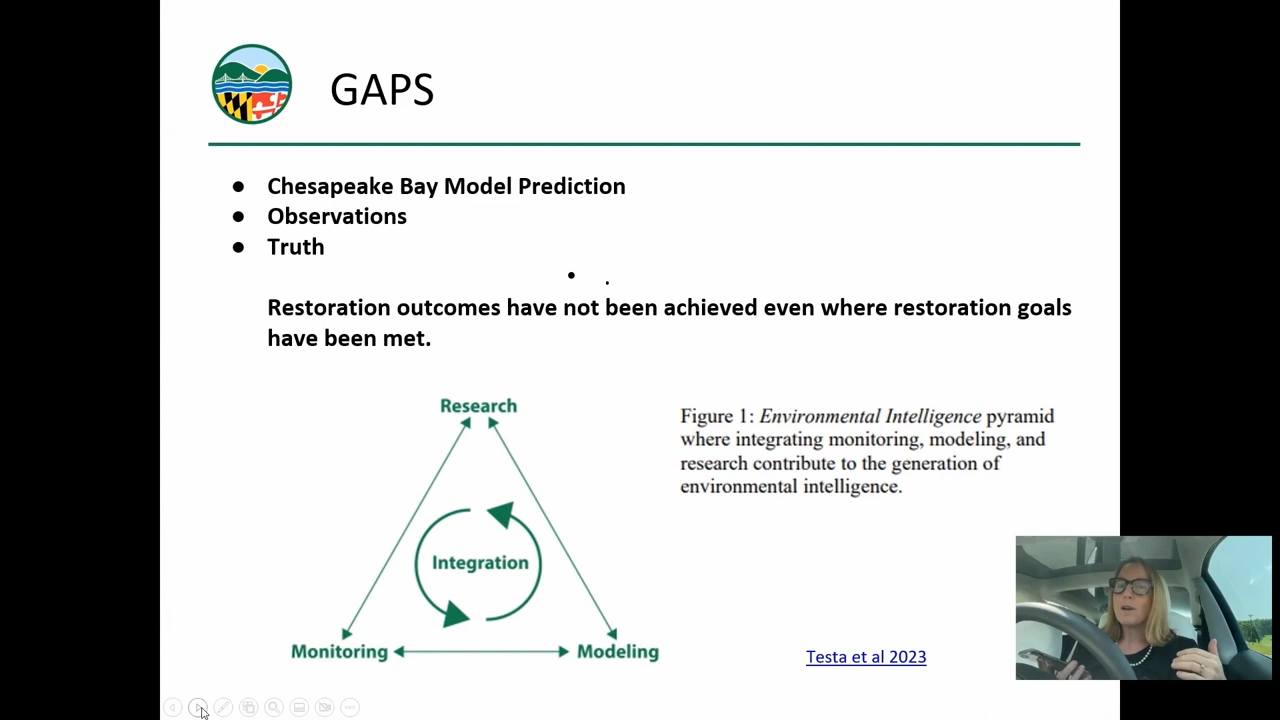 GAPS
● Chesapeake Bay Model Prediction
● Observations
● Truth
• .
Restoration outcomes have not been achieved even where restoration goals
have been met.
Research
Integration
Monitoring
Modeling
Figure 1: Environmental Intelligence pyramid
where integrating monitoring, modeling, and
research contribute to the generation of
environmental intelligence.
Testa et al 2023